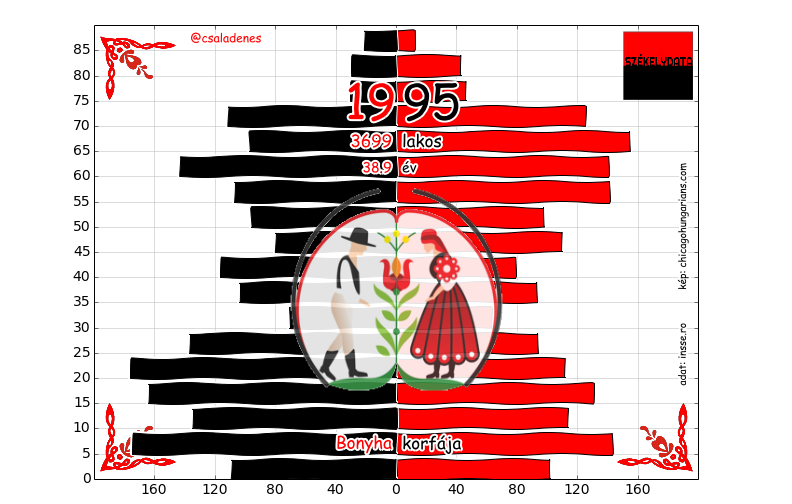 @csaladenes
SZÉKELYDATA
1995
3699 lakos
38.9 év
Bonyha korfája
kép: chicagohungarians.com
adat: insse.ro
85
80
75
70
65
60
55
50
45
40
35
30
25
20
15
10
5
0
160 120 80 40 0 40 80 120 160